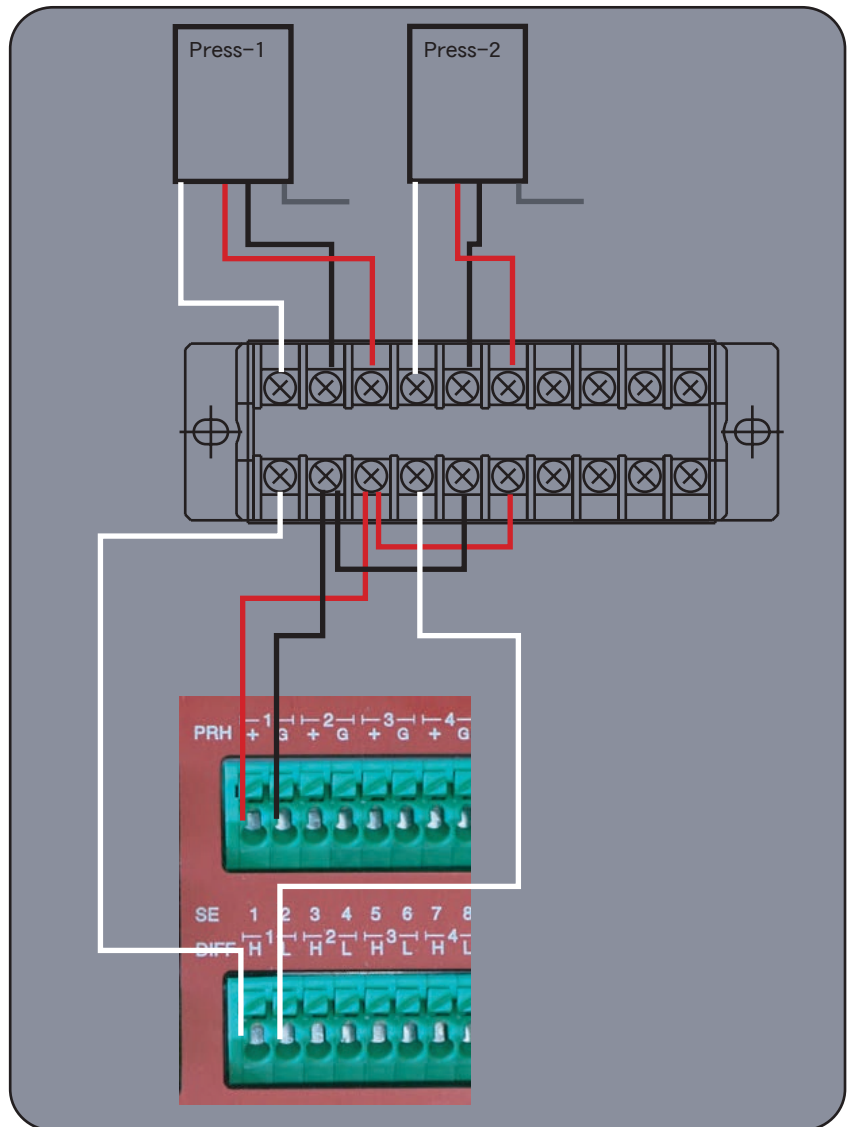 Press-1
Press-2
PRH 1 2 3 4
+ G + G + G + G
SE 1 2 3 4 5 6 7 8
DIFF 1 2 3 4
H L H L H L H L